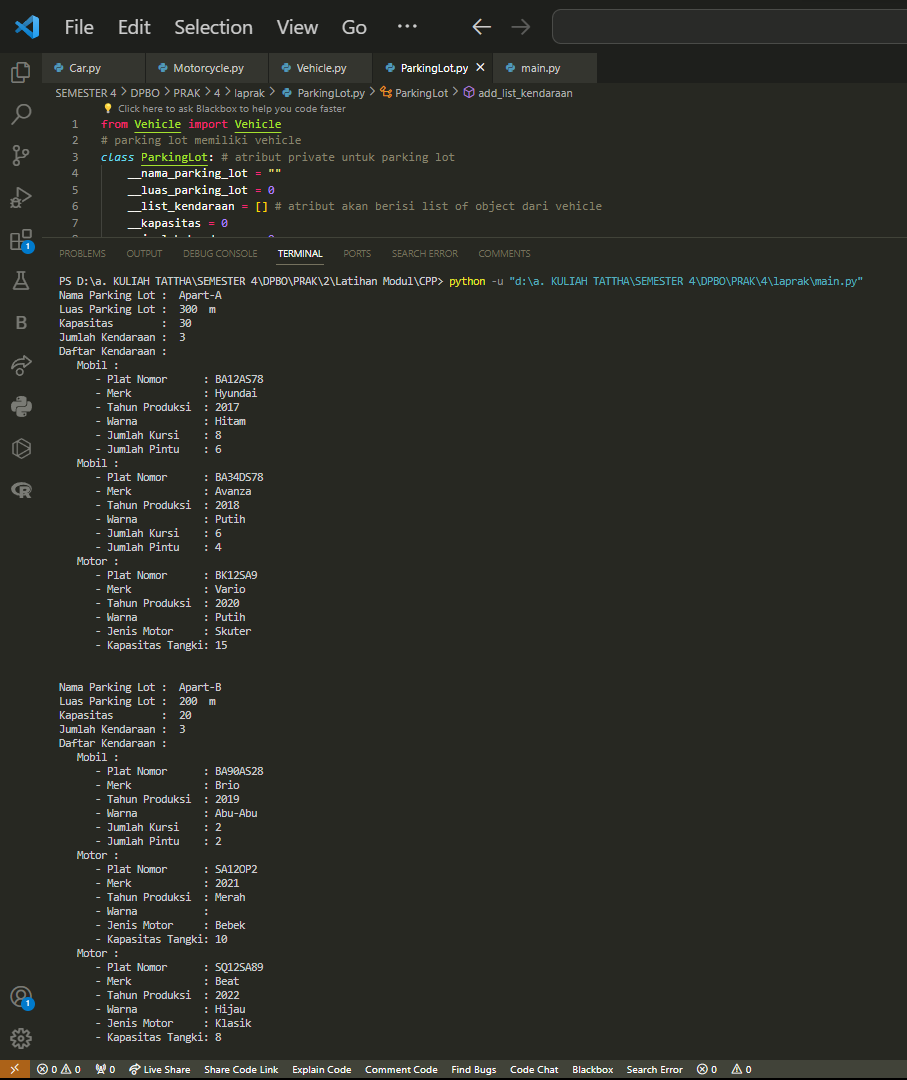 File Edit Selection View Go ...
Car.py Motorcycle.py Vehicle.py ParkingLot.py main.py
SEMESTER 4 > DPBO > PRAK > 4 > laprak > ParkingLot.py > ParkingLot > add_list_kendaraan
Click here to ask Blackbox to help you code faster
1 from Vehicle import Vehicle
2 # parking lot memiliki vehicle
3 class ParkingLot: # atribut private untuk parking lot
4 __nama_parking_lot = ""
5 __luas_parking_lot = 0
6 __list_kendaraan = [] # atribut akan berisi list of object dari vehicle
7 __kapasitas = 0
PROBLEMS OUTPUT DEBUG CONSOLE TERMINAL PORTS SEARCH ERROR COMMENTS
PS D:\a. KULIAH TATTHA\SEMESTER 4\DPBO\PRAK\2\Latihan Modul\CPP> python -u "d:\a. KULIAH TATTHA\SEMESTER 4\DPBO\PRAK\4\laprak\main.py"
Nama Parking Lot : Apart-A
Luas Parking Lot : 300 m
Kapasitas : 30
Jumlah Kendaraan : 3
Daftar Kendaraan :
Mobil :
- Plat Nomor : BA12AS78
- Merk : Hyundai
- Tahun Produksi : 2017
- Warna : Hitam
- Jumlah Kursi : 8
- Jumlah Pintu : 6
Mobil :
- Plat Nomor : BA34DS78
- Merk : Avanza
- Tahun Produksi : 2018
- Warna : Putih
- Jumlah Kursi : 6
- Jumlah Pintu : 4
Motor :
- Plat Nomor : BK12SA9
- Merk : Vario
- Tahun Produksi : 2020
- Warna : Putih
- Jenis Motor : Skuter
- Kapasitas Tangki: 15
Nama Parking Lot : Apart-B
Luas Parking Lot : 200 m
Kapasitas : 20
Jumlah Kendaraan : 3
Daftar Kendaraan :
Mobil :
- Plat Nomor : BA90AS28
- Merk : Brio
- Tahun Produksi : 2019
- Warna : Abu-Abu
- Jumlah Kursi : 2
- Jumlah Pintu : 2
Motor :
- Plat Nomor : SA12OP2
- Merk : 2021
- Tahun Produksi : Merah
- Warna :
- Jenis Motor : Bebek
- Kapasitas Tangki: 10
Motor :
- Plat Nomor : SQ12SA89
- Merk : Beat
- Tahun Produksi : 2022
- Warna : Hijau
- Jenis Motor : Klasik
- Kapasitas Tangki: 8
0 0 0 Live Share Share Code Link Explain Code Comment Code Find Bugs Code Chat Blackbox Search Error 0 0